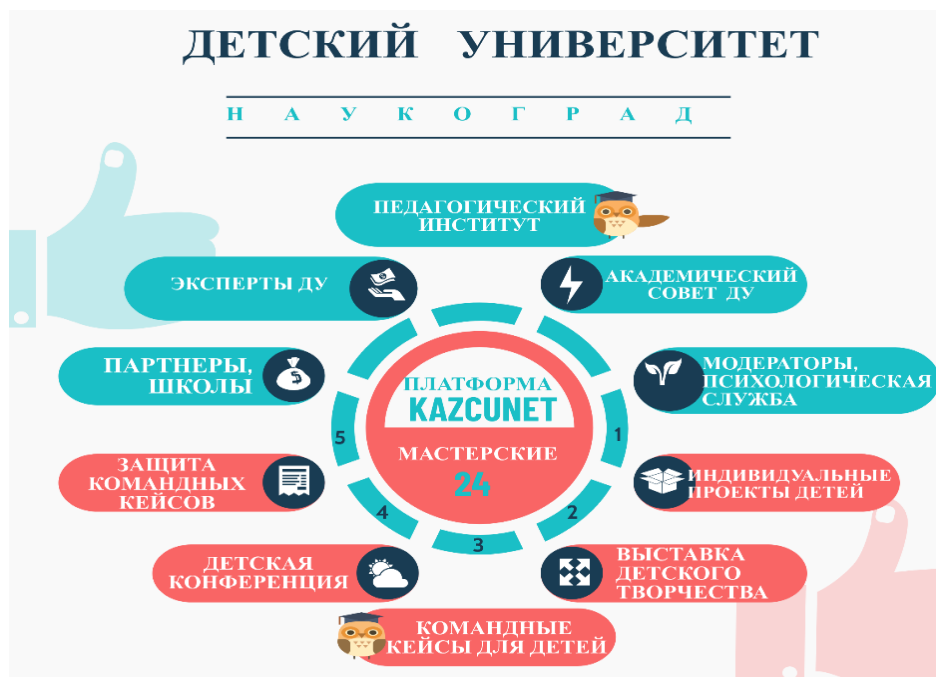 ДЕТСКИЙ УНИВЕРСИТЕТ
НАУКОГРАД
ПЕДАГОГИЧЕСКИЙ
ИНСТИТУТ
ЭКСПЕРТЫ ДУ
АКАДЕМИЧЕСКИЙ
СОВЕТ ДУ
ПАРТНЕРЫ,
ШКОЛЫ
МОДЕРАТОРЫ,
ПСИХОЛОГИЧЕСКАЯ
СЛУЖБА
ПЛАТФОРМА
KAZCUNET
МАСТЕРСКИЕ
24
5
1
4
2
3
ЗАЩИТА
КОМАНДНЫХ
КЕЙСОВ
ИНДИВИДУАЛЬНЫЕ
ПРОЕКТЫ ДЕТЕЙ
ДЕТСКАЯ
КОНФЕРЕНЦИЯ
ВЫСТАВКА
ДЕТСКОГО
ТВОРЧЕСТВА
КОМАНДНЫЕ
КЕЙСЫ ДЛЯ ДЕТЕЙ